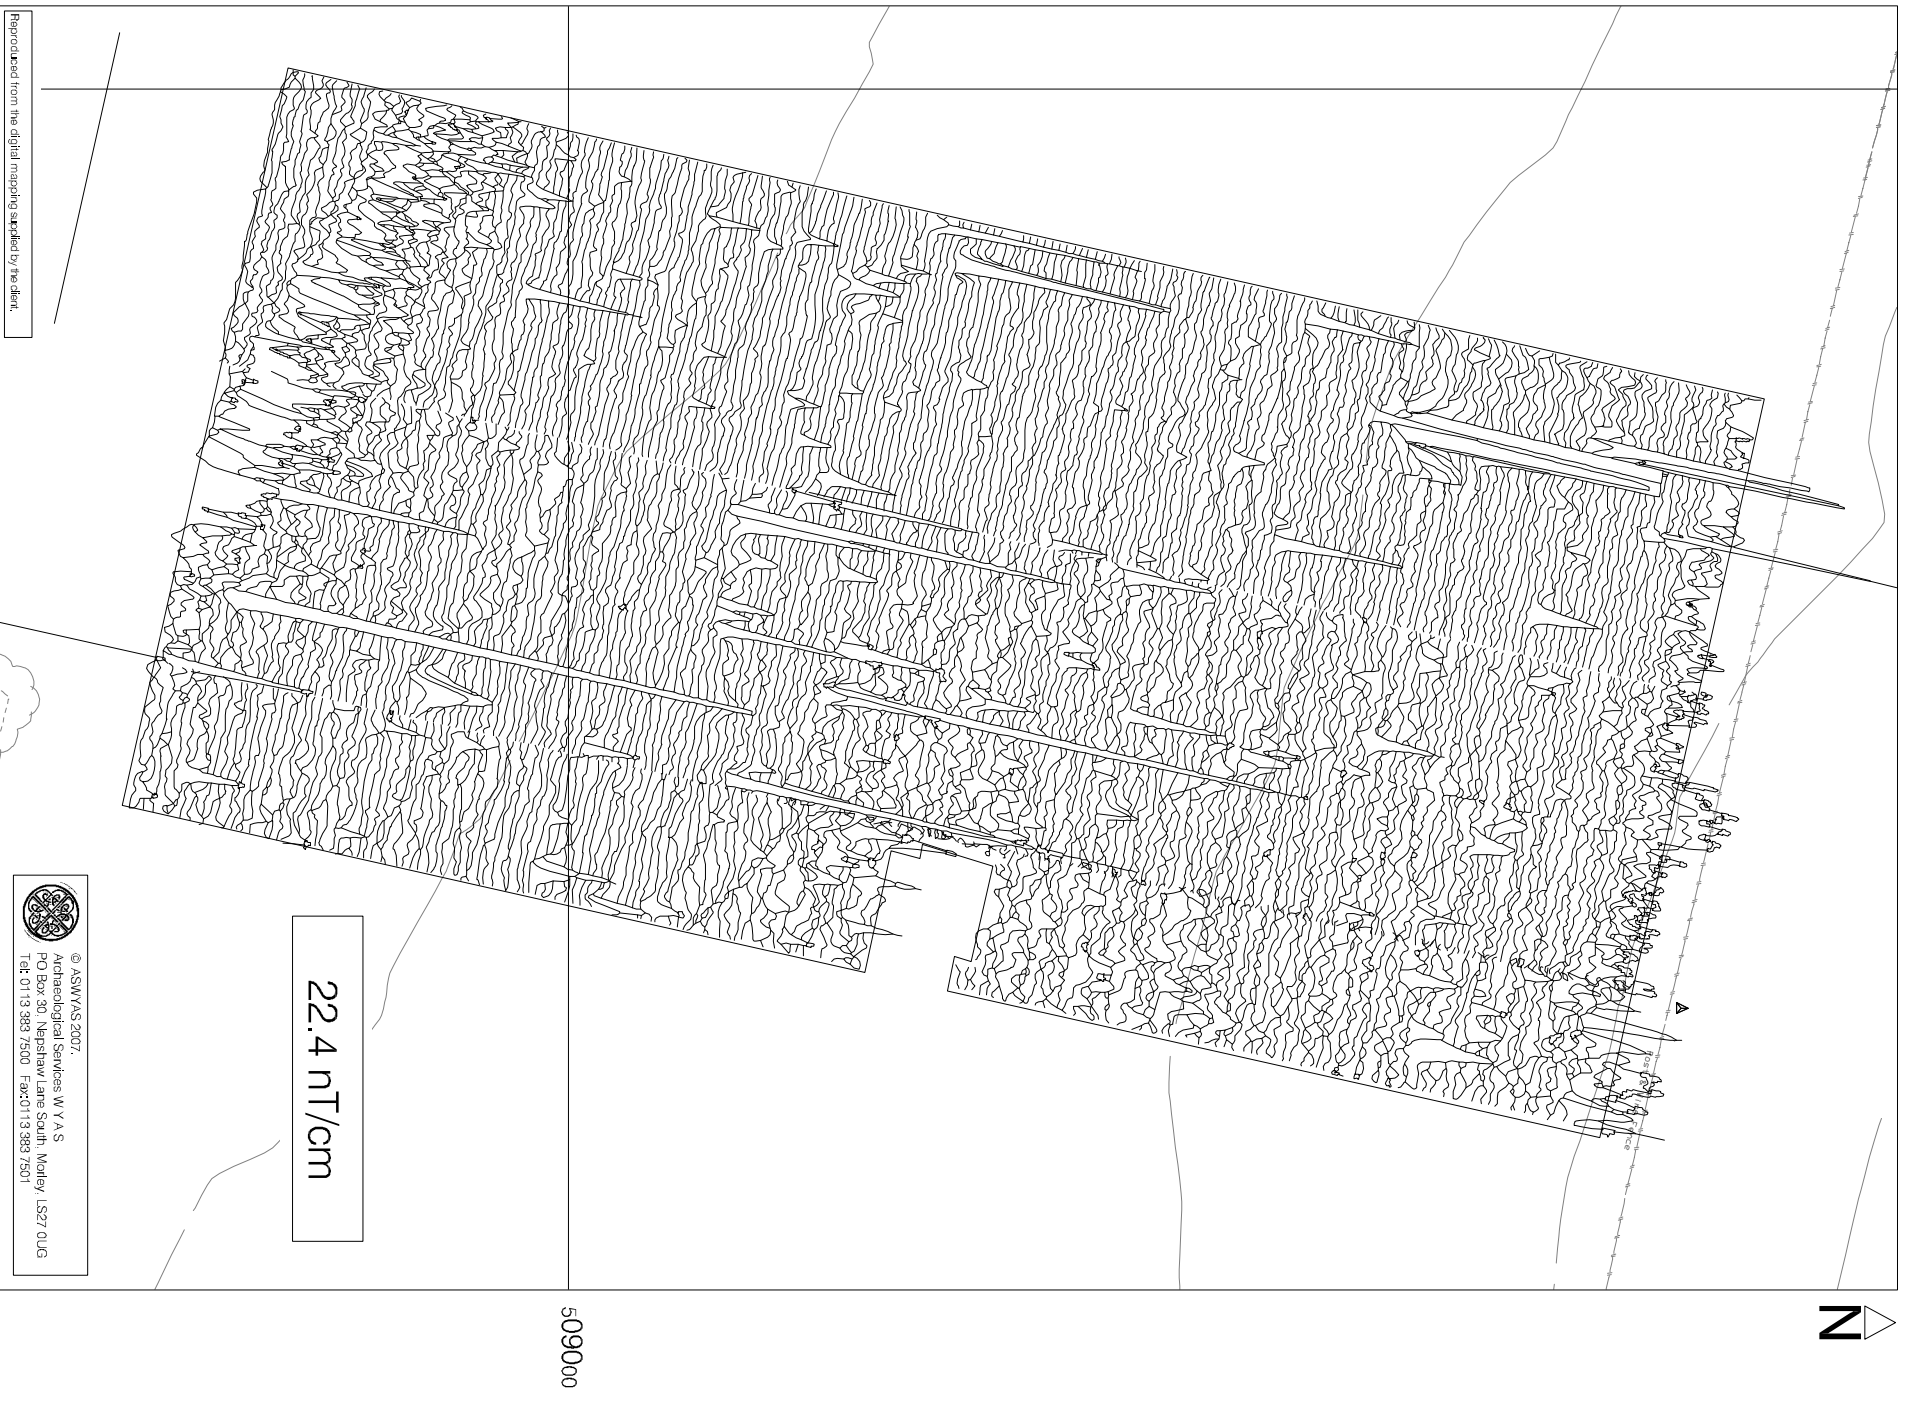 Reproduced from the digital mapping supplied by the client.
© ASWYAS 2007.
Archaeological Services W Y A S
PO Box 30, Nepshaw Lane South, Morley, LS27 0UG
Tel: 0113 383 7500 Fax:0113 383 7501
22.4 nT/cm
509000
N